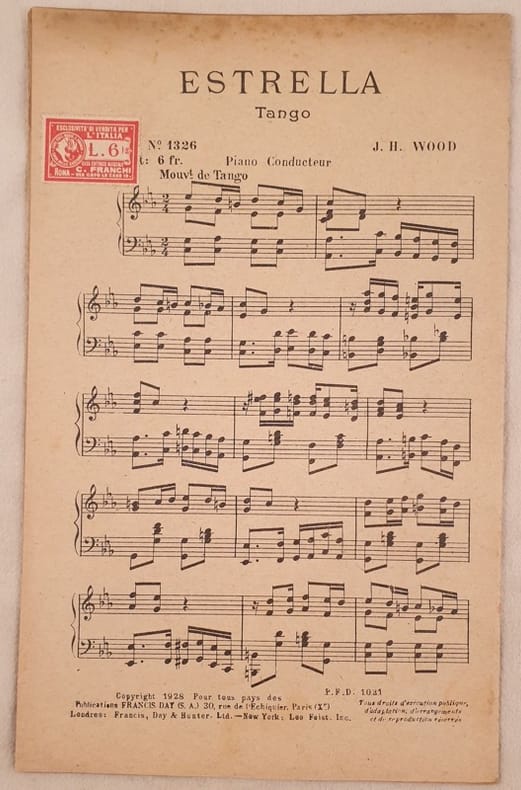 ESTRELLA
Tango
ESCLUSIVITA' DI VENDITA PER
L'ITALIA
L. 6
C. FRANCHI
ROMA
Nº 1326
J. H. WOOD
t: 6 fr.
Piano Conducteur
Mouvt de Tango
Copyright 1928 Pour tous pays des
Publications FRANCIS DAY (S. A.) 30, rue de l'Echiquier, Paris (Xe)
Londres: Francis, Day & Hunter, Ltd. — New York: Leo Feist, Inc.
P.F.D. 1021
Tous droits d'exécution publique,
d'adaptation, d'arrangements
et de reproduction réservés